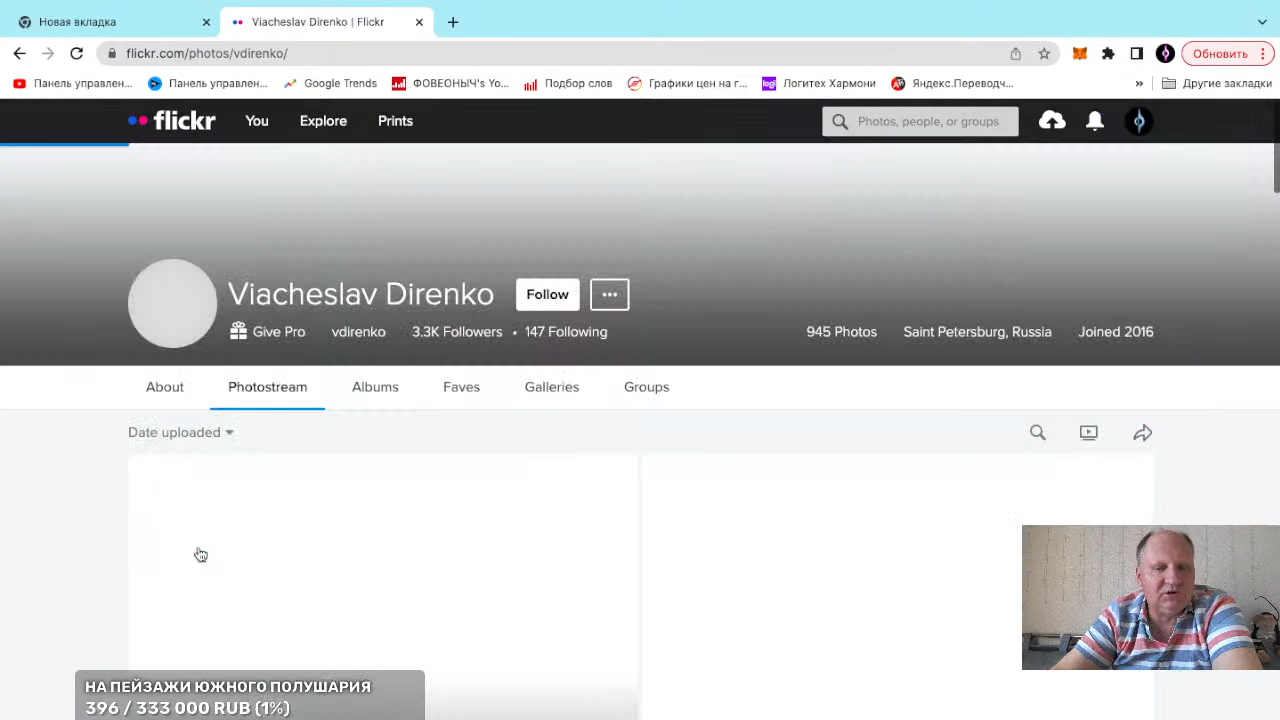 Новая вкладка
Viacheslav Direnko | Flickr
flickr.com/photos/vdirenko/
Обновить
Панель управлен...
Панель управлен...
Google Trends
ФОВЕОНЫЧ's Yo...
Подбор слов
Графики цен на г...
Логитех Хармони
Яндекс.Переводч...
»
Другие закладки
flickr
You
Explore
Prints
Photos, people, or groups
Viacheslav Direnko
Follow
Give Pro
vdirenko
3.3K Followers • 147 Following
945 Photos
Saint Petersburg, Russia
Joined 2016
About
Photostream
Albums
Faves
Galleries
Groups
Date uploaded
НА ПЕЙЗАЖИ ЮЖНОГО ПОЛУШАРИЯ
396 / 333 000 RUB (1%)